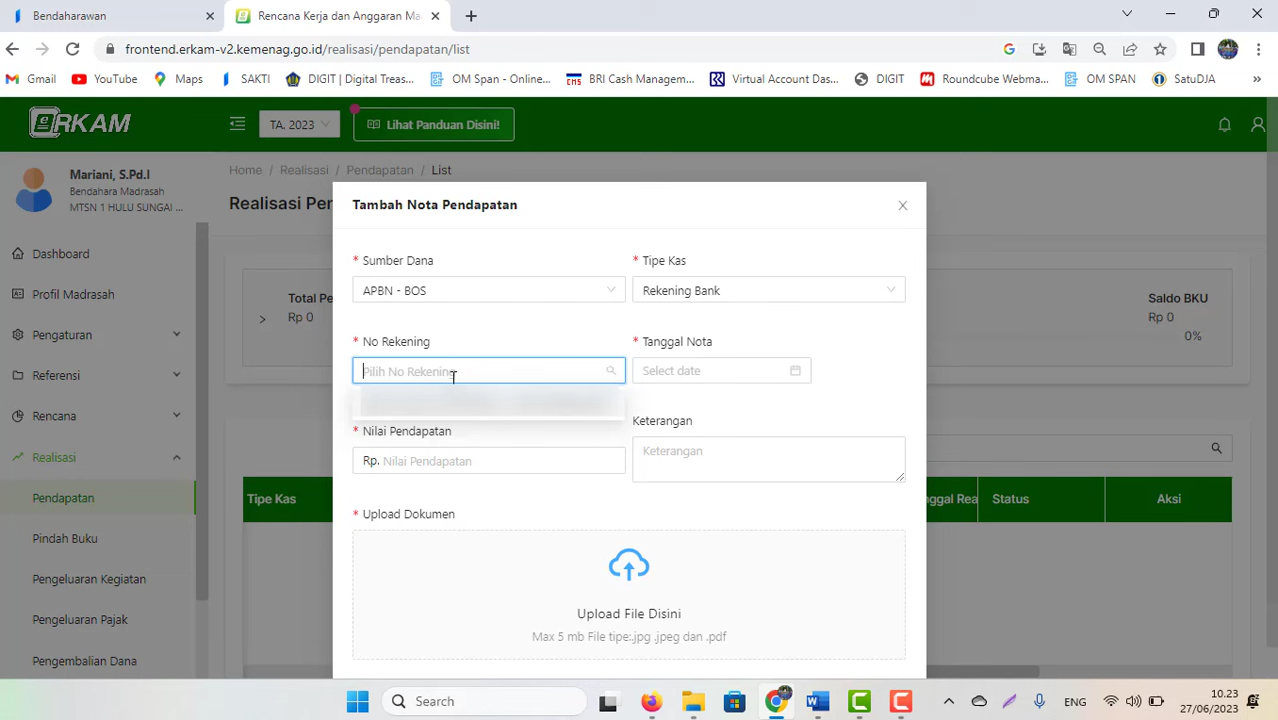 Bendaharawan
Rencana Kerja dan Anggaran Ma
frontend.erkam-v2.kemenag.go.id/realisasi/pendapatan/list
Gmail YouTube Maps SAKTI DIGIT | Digital Treas... OM Span - Online... CMS BRI Cash Managem... Virtual Account Das... DIGIT Roundcube Webma... OM SPAN SatuDJA »
eRKAM
TA. 2023
Lihat Panduan Disini!
Mariani, S.Pd.I
Bendahara Madrasah
MTSN 1 HULU SUNGAI ...
Dashboard
Profil Madrasah
Pengaturan
Referensi
Rencana
Realisasi
Pendapatan
Pindah Buku
Pengeluaran Kegiatan
Pengeluaran Pajak
Pengembalian Dana
Home / Realisasi / Pendapatan / List
Realisasi Per
Total Pe
Rp 0
Saldo BKU
Rp 0
0%
Tambah Nota Pendapatan
* Sumber Dana
* Tipe Kas
APBN - BOS
Rekening Bank
* No Rekening
* Tanggal Nota
Pilih No Rekening
Select date
* Nilai Pendapatan
Keterangan
Rp. Nilai Pendapatan
Keterangan
* Upload Dokumen
Upload File Disini
Max 5 mb File tipe:.jpg .jpeg dan .pdf
Tipe Kas
ggal Rea
Status
Aksi
Search
ENG
10.23
27/06/2023